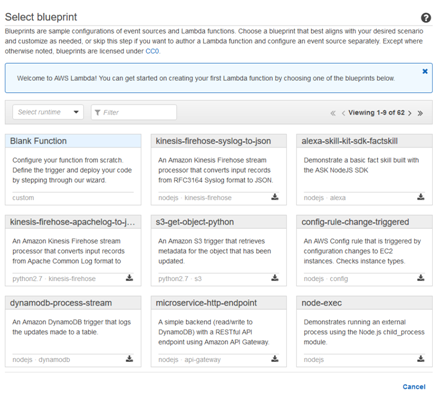 Select blueprint
Blueprints are sample configurations of event sources and Lambda functions. Choose a blueprint that best aligns with your desired scenario
and customize as needed, or skip this step if you want to author a Lambda function and configure an event source separately. Except where
otherwise noted, blueprints are licensed under CC0.
Welcome to AWS Lambda! You can get started on creating your first Lambda function by choosing one of the blueprints below.
Select runtime
Filter
Viewing 1-9 of 62
Blank Function
Configure your function from scratch.
Define the trigger and deploy your code
by stepping through our wizard.
custom
kinesis-firehose-syslog-to-json
An Amazon Kinesis Firehose stream
processor that converts input records
from RFC3164 Syslog format to JSON.
nodejs · kinesis-firehose
alexa-skill-kit-sdk-factskill
Demonstrate a basic fact skill built with
the ASK NodeJS SDK
nodejs · alexa
kinesis-firehose-apachelog-to-j...
An Amazon Kinesis Firehose stream
processor that converts input records
from Apache Common Log format to
python2.7 · kinesis-firehose
s3-get-object-python
An Amazon S3 trigger that retrieves
metadata for the object that has been
updated.
python2.7 · s3
config-rule-change-triggered
An AWS Config rule that is triggered by
configuration changes to EC2
instances. Checks instance types.
nodejs · config
dynamodb-process-stream
An Amazon DynamoDB trigger that logs
the updates made to a table.
nodejs · dynamodb
microservice-http-endpoint
A simple backend (read/write to
DynamoDB) with a RESTful API
endpoint using Amazon API Gateway.
nodejs · api-gateway
node-exec
Demonstrates running an external
process using the Node.js child_process
module.
nodejs
Cancel